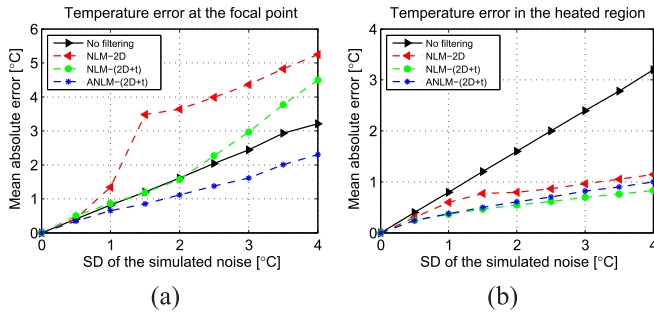 Temperature error at the focal point
Mean absolute error [°C]
6
5
4
3
2
1
0
No filtering
NLM−2D
NLM−(2D+t)
ANLM−(2D+t)
0 1 2 3 4
SD of the simulated noise [°C]
(a)
Temperature error in the heated region
Mean absolute error [°C]
4
3
2
1
0
No filtering
NLM−2D
NLM−(2D+t)
ANLM−(2D+t)
0 1 2 3 4
SD of the simulated noise [°C]
(b)